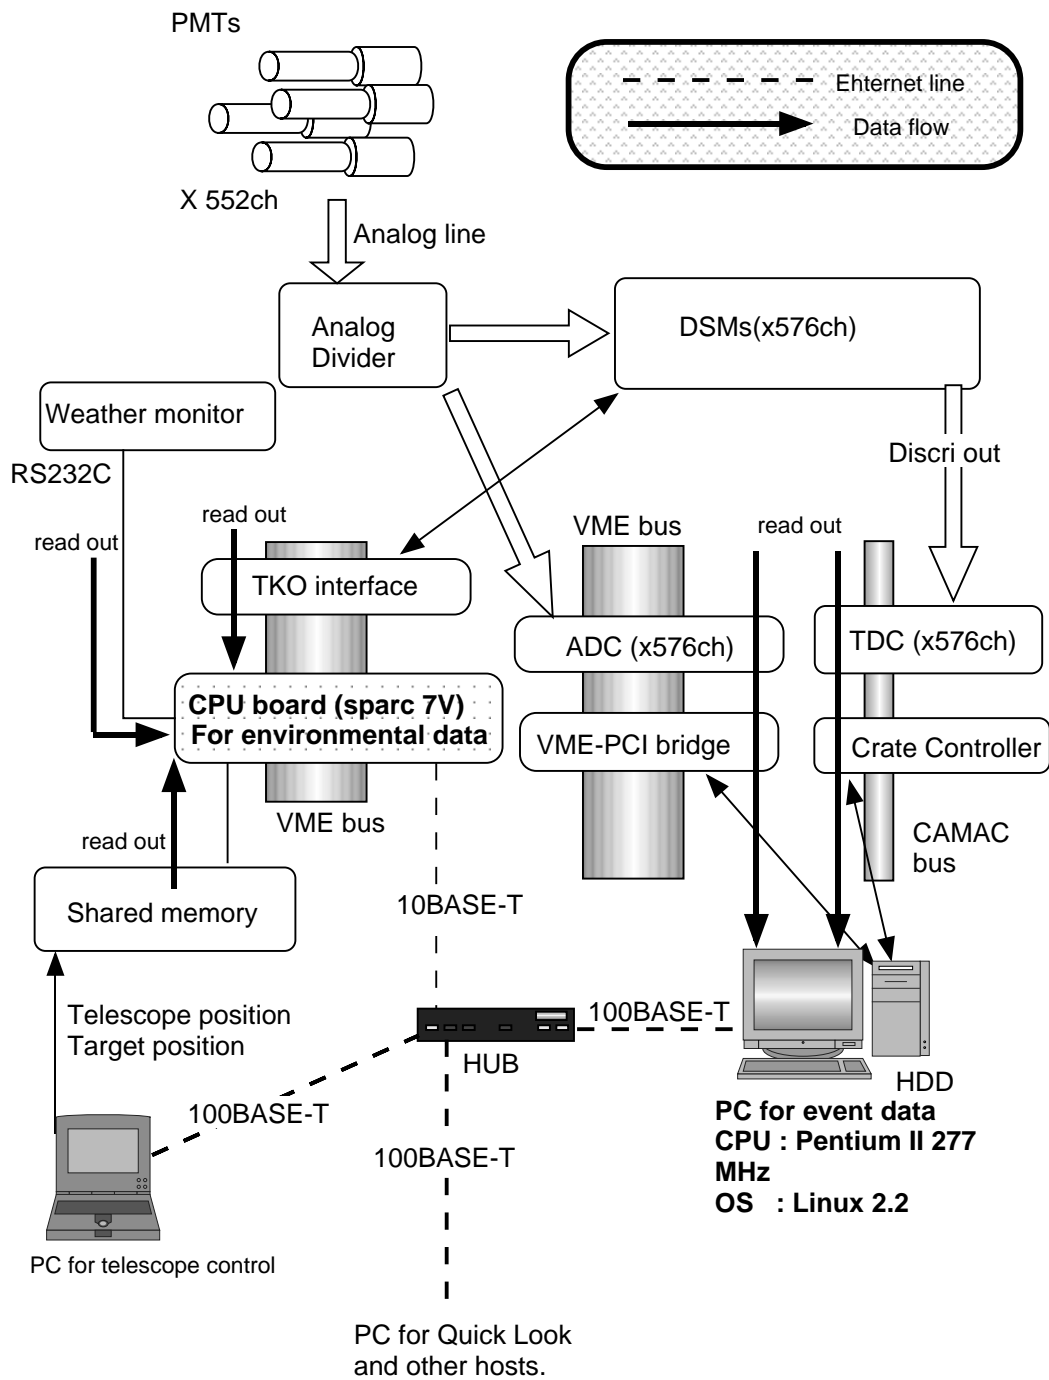 PMTs
Ehternet line
Data flow
X 552ch
Analog line
Analog
Divider
DSMs(x576ch)
Weather monitor
RS232C
Discri out
read out
read out
VME bus
read out
TKO interface
ADC (x576ch)
TDC (x576ch)
CPU board (sparc 7V)
For environmental data
VME-PCI bridge
Crate Controller
VME bus
read out
CAMAC
bus
Shared memory
10BASE-T
Telescope position
Target position
100BASE-T
HUB
HDD
100BASE-T
PC for event data
CPU : Pentium II 277
MHz
OS : Linux 2.2
100BASE-T
PC for telescope control
PC for Quick Look
and other hosts.